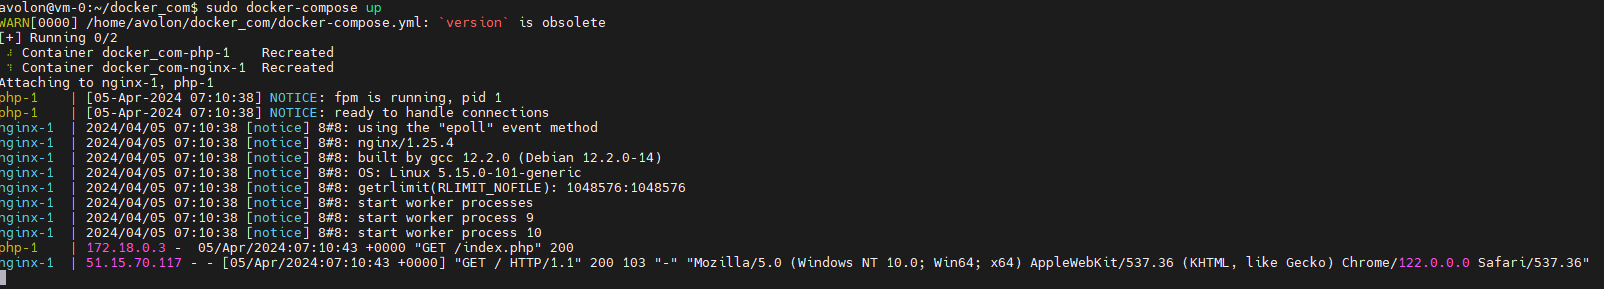 avolon@vm-0:~/docker_com$ sudo docker-compose up
WARN[0000] /home/avolon/docker_com/docker-compose.yml: `version` is obsolete
[+] Running 0/2
Container docker_com-php-1    Recreated
Container docker_com-nginx-1  Recreated
Attaching to nginx-1, php-1
php-1    | [05-Apr-2024 07:10:38] NOTICE: fpm is running, pid 1
php-1    | [05-Apr-2024 07:10:38] NOTICE: ready to handle connections
nginx-1  | 2024/04/05 07:10:38 [notice] 8#8: using the "epoll" event method
nginx-1  | 2024/04/05 07:10:38 [notice] 8#8: nginx/1.25.4
nginx-1  | 2024/04/05 07:10:38 [notice] 8#8: built by gcc 12.2.0 (Debian 12.2.0-14)
nginx-1  | 2024/04/05 07:10:38 [notice] 8#8: OS: Linux 5.15.0-101-generic
nginx-1  | 2024/04/05 07:10:38 [notice] 8#8: getrlimit(RLIMIT_NOFILE): 1048576:1048576
nginx-1  | 2024/04/05 07:10:38 [notice] 8#8: start worker processes
nginx-1  | 2024/04/05 07:10:38 [notice] 8#8: start worker process 9
nginx-1  | 2024/04/05 07:10:38 [notice] 8#8: start worker process 10
php-1    | 172.18.0.3 -  05/Apr/2024:07:10:43 +0000 "GET /index.php" 200
nginx-1  | 51.15.70.117 - - [05/Apr/2024:07:10:43 +0000] "GET / HTTP/1.1" 200 103 "-" "Mozilla/5.0 (Windows NT 10.0; Win64; x64) AppleWebKit/537.36 (KHTML, like Gecko) Chrome/122.0.0.0 Safari/537.36"